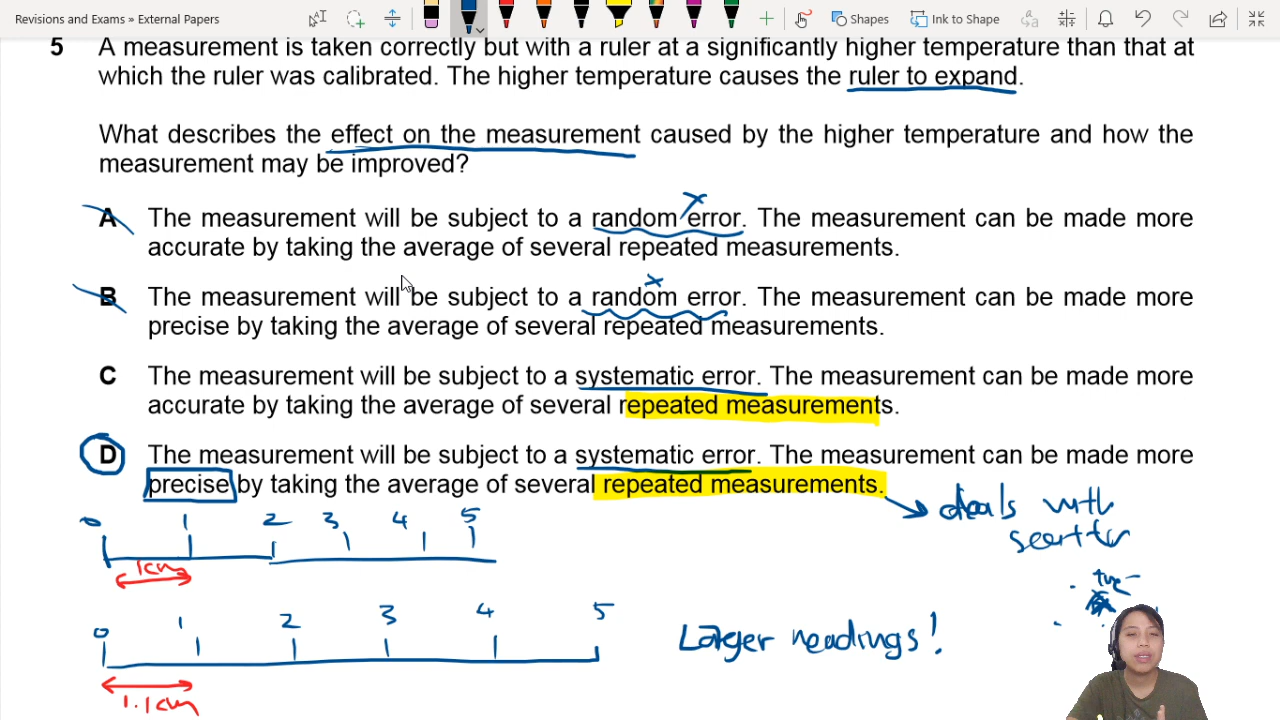 Revisions and Exams » External Papers
Shapes
Ink to Shape
5 A measurement is taken correctly but with a ruler at a significantly higher temperature than that at
which the ruler was calibrated. The higher temperature causes the ruler to expand.
What describes the effect on the measurement caused by the higher temperature and how the
measurement may be improved?
A The measurement will be subject to a random error. The measurement can be made more
accurate by taking the average of several repeated measurements.
B The measurement will be subject to a random error. The measurement can be made more
precise by taking the average of several repeated measurements.
C The measurement will be subject to a systematic error. The measurement can be made more
accurate by taking the average of several repeated measurements.
D The measurement will be subject to a systematic error. The measurement can be made more
precise by taking the average of several repeated measurements.
deals with
scatter
0 1 2 3 4 5
1cm
0 1 2 3 4 5
1.1cm
Larger readings!